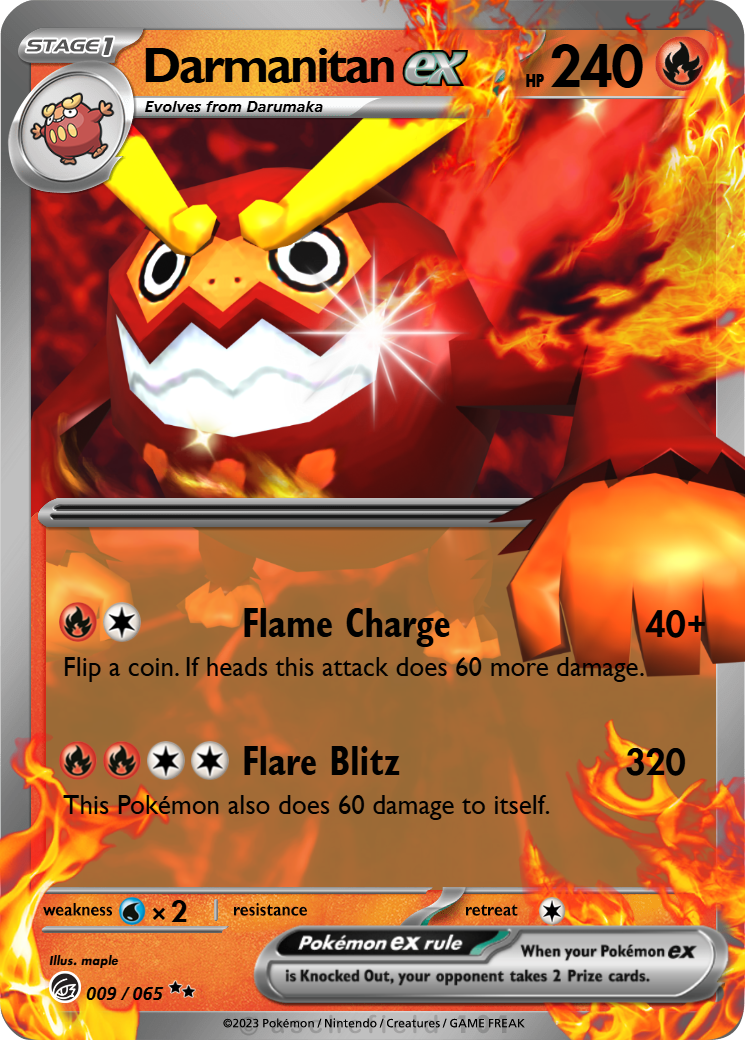 STAGE1
Darmanitan ex HP 240
Evolves from Darumaka
Flame Charge 40+
Flip a coin. If heads this attack does 60 more damage.
Flare Blitz 320
This Pokémon also does 60 damage to itself.
weakness × 2 resistance retreat
Illus. maple
Pokémon ex rule When your Pokémon ex
is Knocked Out, your opponent takes 2 Prize cards.
009 / 065
©2023 Pokémon / Nintendo / Creatures / GAME FREAK